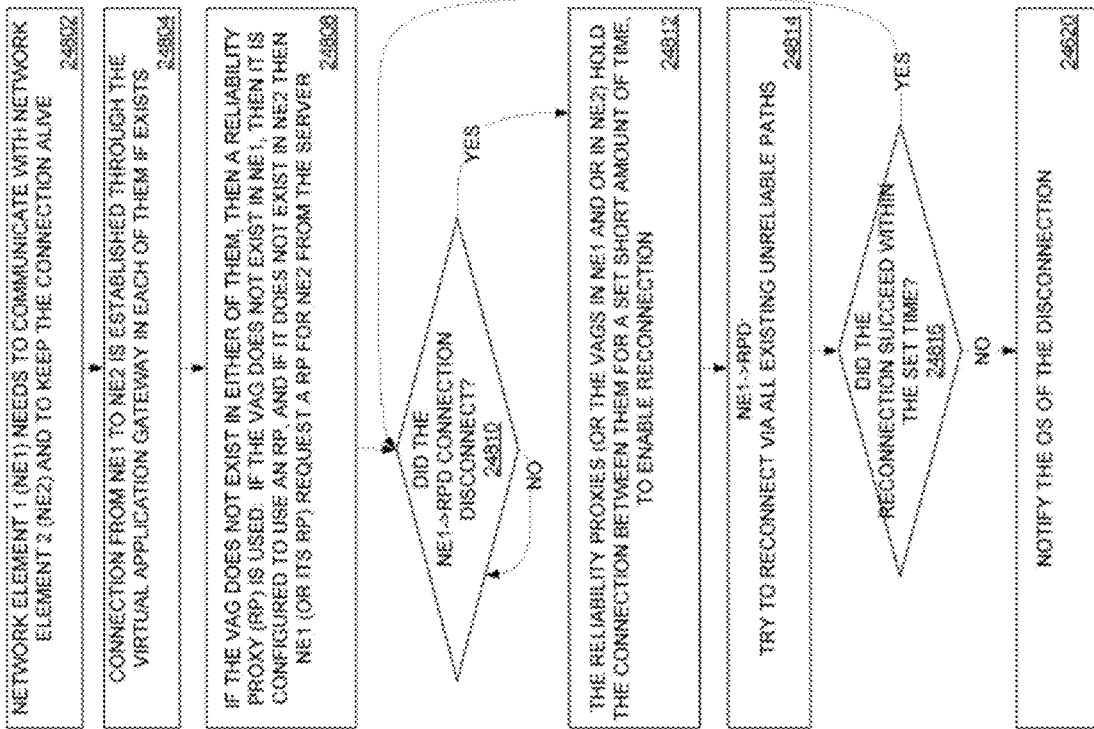 NETWORK ELEMENT 1 (NE1) NEEDS TO COMMUNICATE WITH NETWORK
ELEMENT 2 (NE2) AND TO KEEP THE CONNECTION ALIVE
24802
CONNECTION FROM NE1 TO NE2 IS ESTABLISHED THROUGH THE
VIRTUAL APPLICATION GATEWAY IN EACH OF THEM IF EXISTS
24804
IF THE VAG DOES NOT EXIST IN EITHER OF THEM, THEN A RELIABILITY
PROXY (RP) IS USED: IF THE VAG DOES NOT EXIST IN NE1, THEN IT IS
CONFIGURED TO USE AN RP, AND IF IT DOES NOT EXIST IN NE2 THEN
NE1 (OR ITS RP) REQUEST A RP FOR NE2 FROM THE SERVER
24808
DID THE
NE1->RPD CONNECTION
DISCONNECT?
24810
YES
NO
THE RELIABILITY PROXIES (OR THE VAGS IN NE1 AND OR IN NE2) HOLD
THE CONNECTION BETWEEN THEM FOR A SET SHORT AMOUNT OF TIME,
TO ENABLE RECONNECTION
24812
NE1->RPD:
TRY TO RECONNECT VIA ALL EXISTING UNRELIABLE PATHS
24814
DID THE
RECONNECTION SUCCEED WITHIN
THE SET TIME?
24816
YES
NO
NOTIFY THE OS OF THE DISCONNECTION
24820